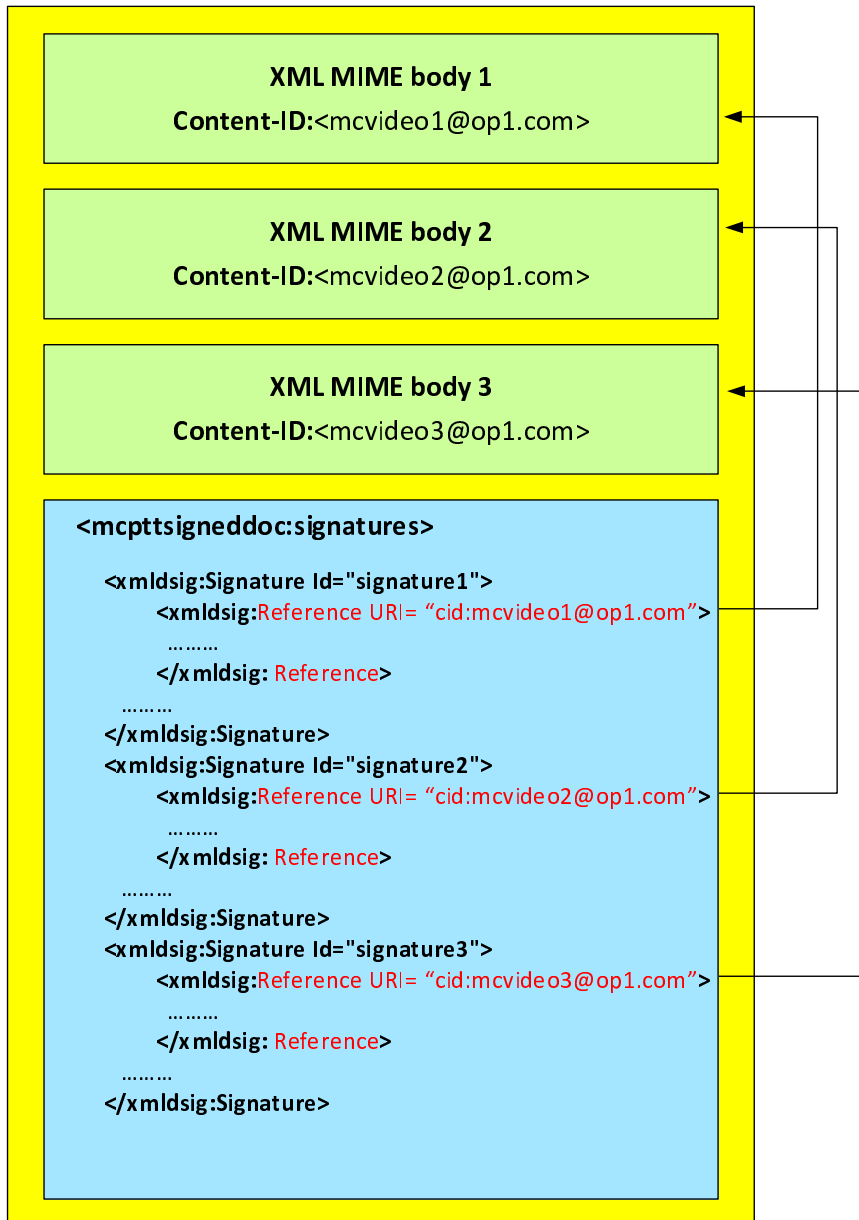 XML MIME body 1
Content-ID:<mcvideo1@op1.com>
XML MIME body 2
Content-ID:<mcvideo2@op1.com>
XML MIME body 3
Content-ID:<mcvideo3@op1.com>
<mcpttsigneddoc:signatures>
<xmldsig:Signature Id="signature1">
<xmldsig:Reference URI= “cid:mcvideo1@op1.com”>
………
</xmldsig: Reference>
………
</xmldsig:Signature>
<xmldsig:Signature Id="signature2">
<xmldsig:Reference URI= “cid:mcvideo2@op1.com”>
………
</xmldsig: Reference>
………
</xmldsig:Signature>
<xmldsig:Signature Id="signature3">
<xmldsig:Reference URI= “cid:mcvideo3@op1.com”>
………
</xmldsig: Reference>
………
</xmldsig:Signature>